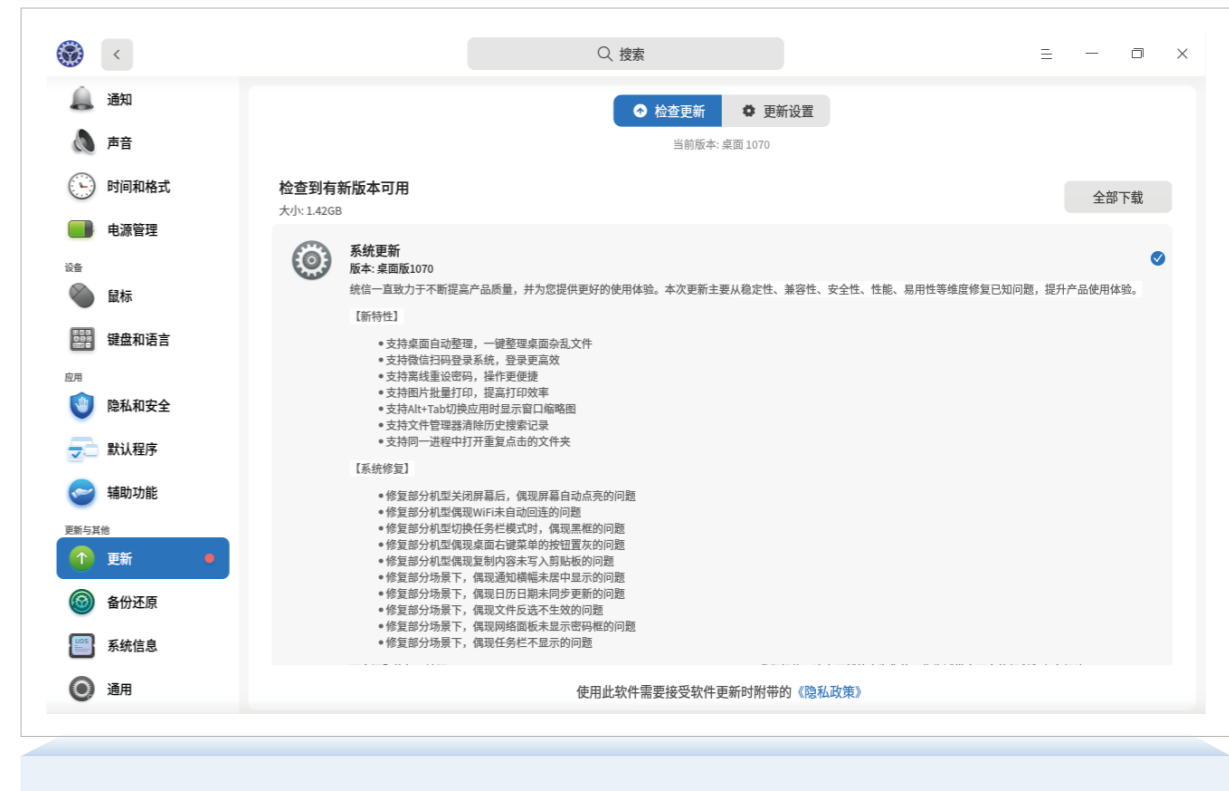 搜索
通知
声音
时间和格式
电源管理
设备
鼠标
键盘和语言
应用
隐私和安全
默认程序
辅助功能
更新与其他
更新
备份还原
系统信息
通用
检查更新
更新设置
当前版本: 桌面 1070
检查到有新版本可用
大小: 1.42GB
全部下载
系统更新
版本: 桌面版1070
统信一直致力于不断提高产品质量，并为您提供更好的使用体验。本次更新主要从稳定性、兼容性、安全性、性能、易用性等维度修复已知问题，提升产品使用体验。
【新特性】
• 支持桌面自动整理，一键整理桌面杂乱文件
• 支持微信扫码登录系统，登录更高效
• 支持离线重设密码，操作更便捷
• 支持图片批量打印，提高打印效率
• 支持Alt+Tab切换应用时显示窗口缩略图
• 支持文件管理器清除历史搜索记录
• 支持同一进程中打开重复点击的文件夹
【系统修复】
• 修复部分机型关闭屏幕后，偶现屏幕自动点亮的问题
• 修复部分机型偶现WiFi未自动回连的问题
• 修复部分机型切换任务栏模式时，偶现黑框的问题
• 修复部分机型偶现桌面右键菜单的按钮置灰的问题
• 修复部分机型偶现复制内容未写入剪贴板的问题
• 修复部分场景下，偶现通知横幅未居中显示的问题
• 修复部分场景下，偶现日历日期未同步更新的问题
• 修复部分场景下，偶现文件反选不生效的问题
• 修复部分场景下，偶现网络面板未显示密码框的问题
• 修复部分场景下，偶现任务栏不显示的问题
使用此软件需要接受软件更新时附带的《隐私政策》